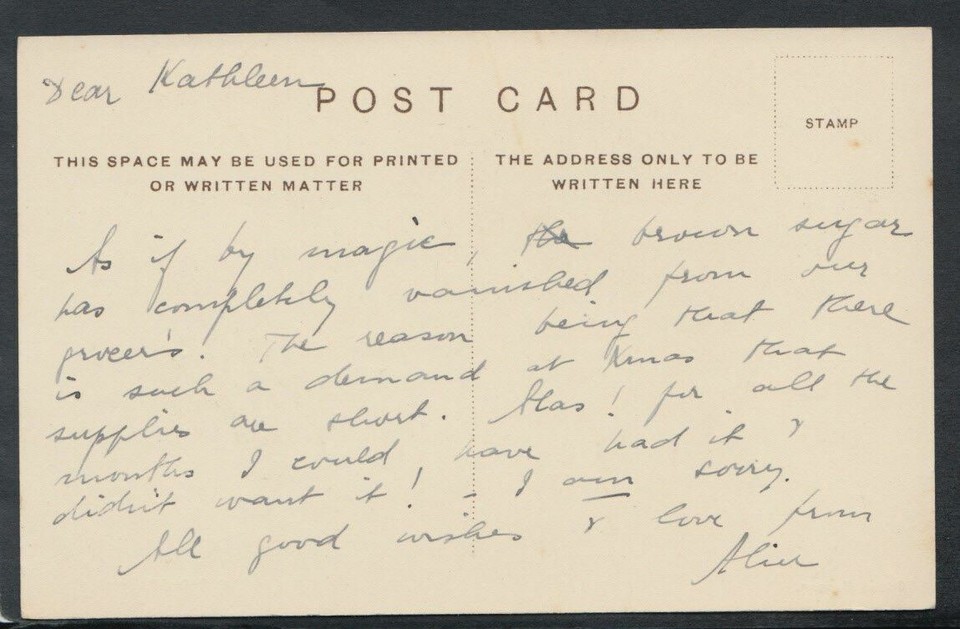 Dear Kathleen
POST CARD
STAMP
THIS SPACE MAY BE USED FOR PRINTED
OR WRITTEN MATTER
THE ADDRESS ONLY TO BE
WRITTEN HERE
As if by magic, the brown sugar
has completely vanished from our
grocer's. The reason being that there
is such a demand at Xmas that
supplies are short. Alas! for all the
months I could have had it &
didn't want it! - I am sorry.
All good wishes & love from